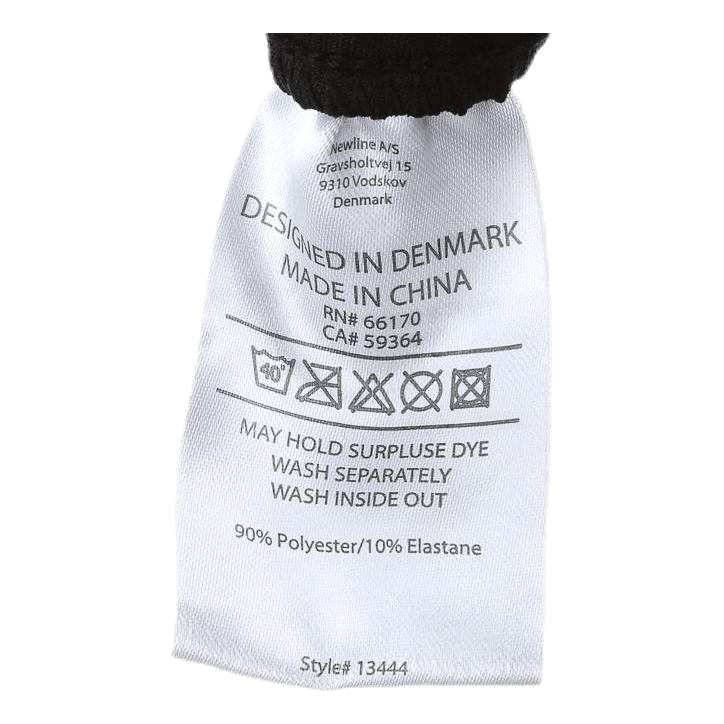 Newline A/S
Gravsholtvej 15
9310 Vodskov
Denmark
DESIGNED IN DENMARK
MADE IN CHINA
RN# 66170
CA# 59364
40°
MAY HOLD SURPLUSE DYE
WASH SEPARATELY
WASH INSIDE OUT
90% Polyester/10% Elastane
Style# 13444